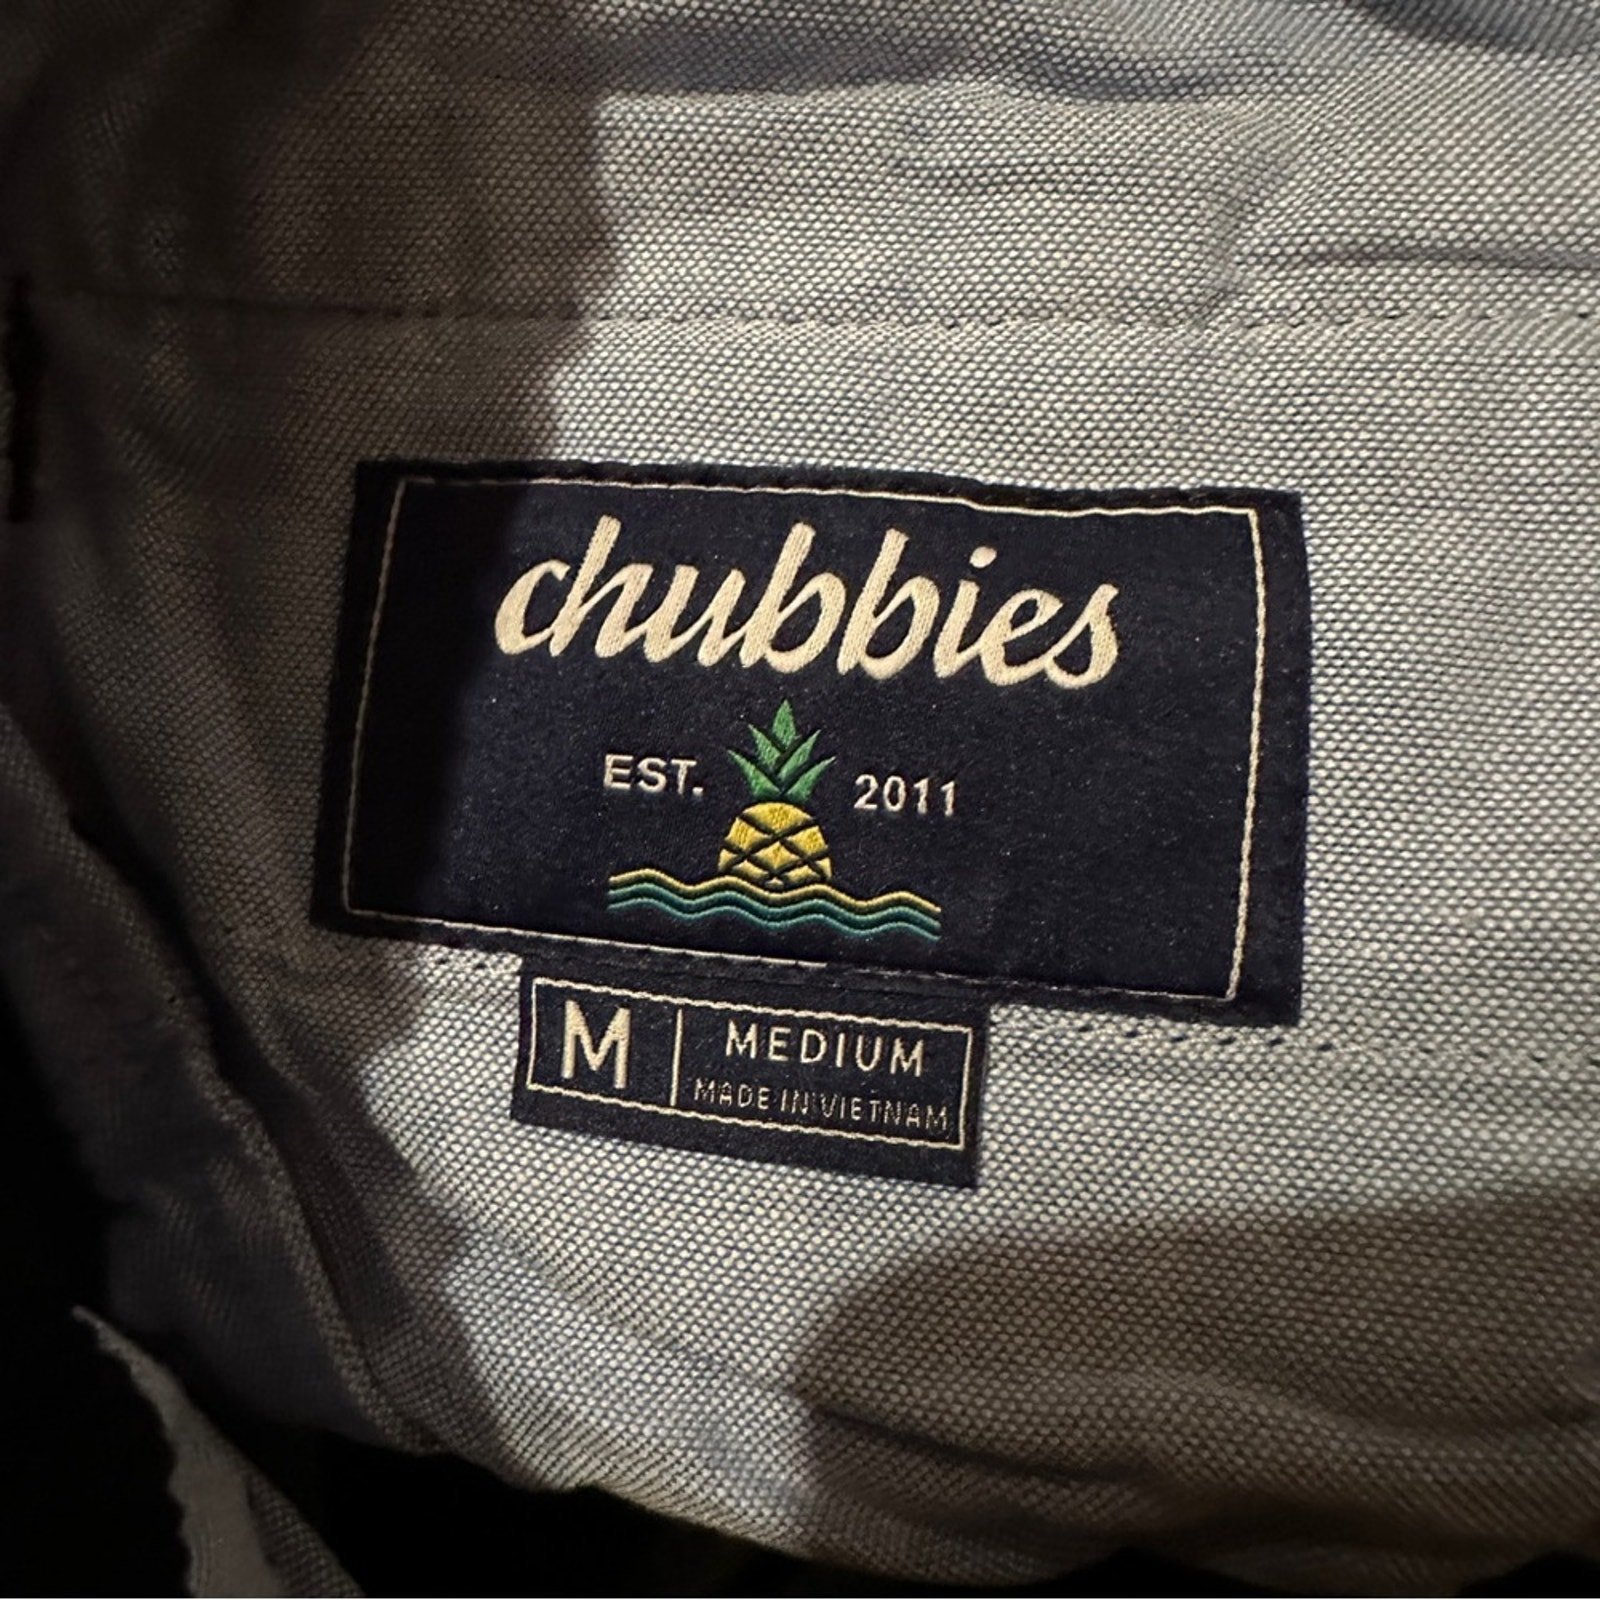 chubbies
EST. 2011
M MEDIUM
MADE IN VIETNAM